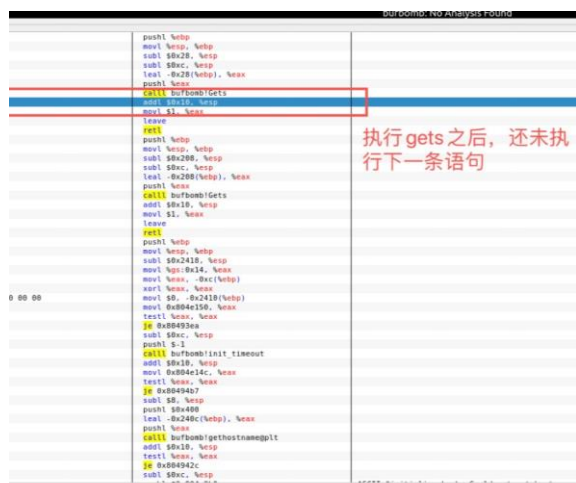 burbomb: No Analysis Found
pushl %ebp
movl %esp, %ebp
subl $0x28, %esp
subl $0xc, %esp
leal -0x28(%ebp), %eax
pushl %eax
calll bufbomb!Gets
addl $0x10, %esp
movl $1, %eax
leave
retl
pushl %ebp
movl %esp, %ebp
subl $0x208, %esp
subl $0xc, %esp
leal -0x208(%ebp), %eax
pushl %eax
calll bufbomb!Gets
addl $0x10, %esp
movl $1, %eax
leave
retl
执行gets之后，还未执
行下一条语句
pushl %ebp
movl %esp, %ebp
subl $0x2418, %esp
movl %gs:0x14, %eax
movl %eax, -0xc(%ebp)
xorl %eax, %eax
0 00 00 movl $0, -0x2410(%ebp)
movl 0x804e150, %eax
testl %eax, %eax
je 0x80493ea
subl $0xc, %esp
pushl $-1
calll bufbomb!init_timeout
addl $0x10, %esp
movl 0x804e14c, %eax
testl %eax, %eax
je 0x80494b7
subl $8, %esp
pushl $0x400
leal -0x240c(%ebp), %eax
pushl %eax
calll bufbomb!gethostname@plt
addl $0x10, %esp
testl %eax, %eax
je 0x804942c
subl $0xc, %esp